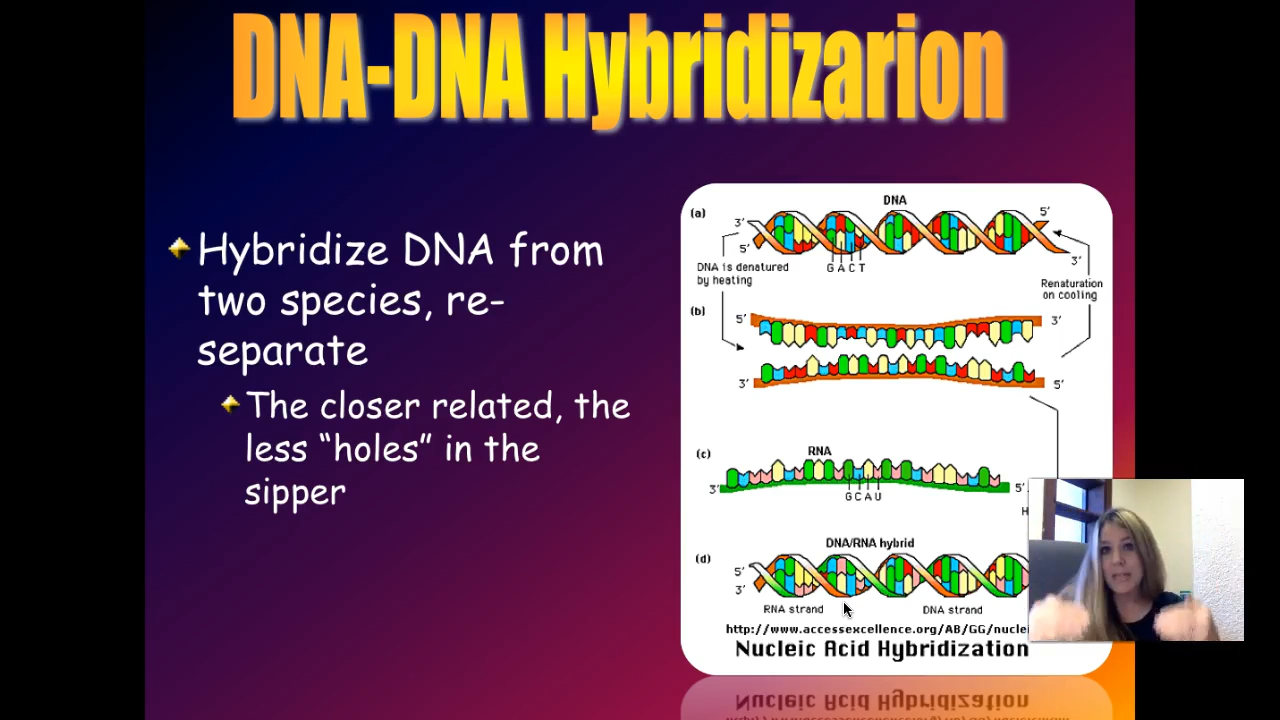 DNA-DNA Hybridizarion
Hybridize DNA from
two species, re-
separate
The closer related, the
less “holes” in the
sipper
DNA
(a)
3′
5′
5′
3′
G A C T
DNA is denatured
by heating
Renaturation
on cooling
(b)
5′
3′
3′
5′
(c)
RNA
3′
5′
G C A U
H
DNA/RNA hybrid
(d)
5′
3′
RNA strand
DNA strand
http://www.accessexcellence.org/AB/GG/nuclei
Nucleic Acid Hybridization